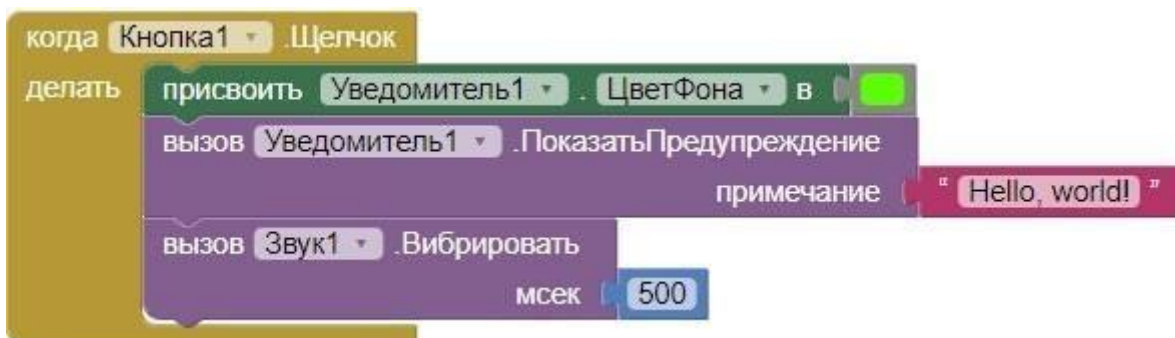 когда Кнопка1 .Щелчок
делать присвоить Уведомитель1 . ЦветФона в
вызов Уведомитель1 .ПоказатьПредупреждение
примечание “ Hello, world! ”
вызов Звук1 .Вибрировать
мсек 500